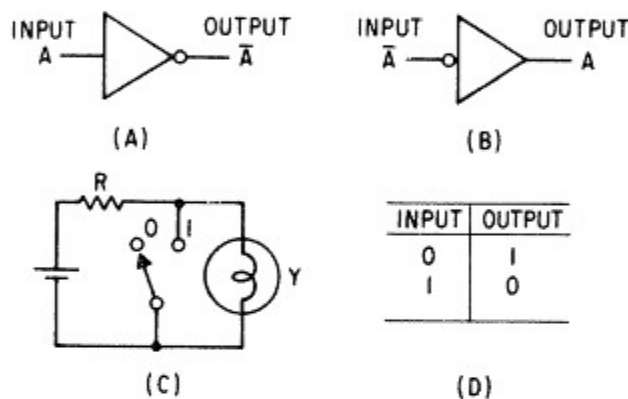 INPUT OUTPUT INPUT OUTPUT
A Ā Ā A
(A) (B)
R
0 1
Y
INPUT OUTPUT
0 1
1 0
(C) (D)